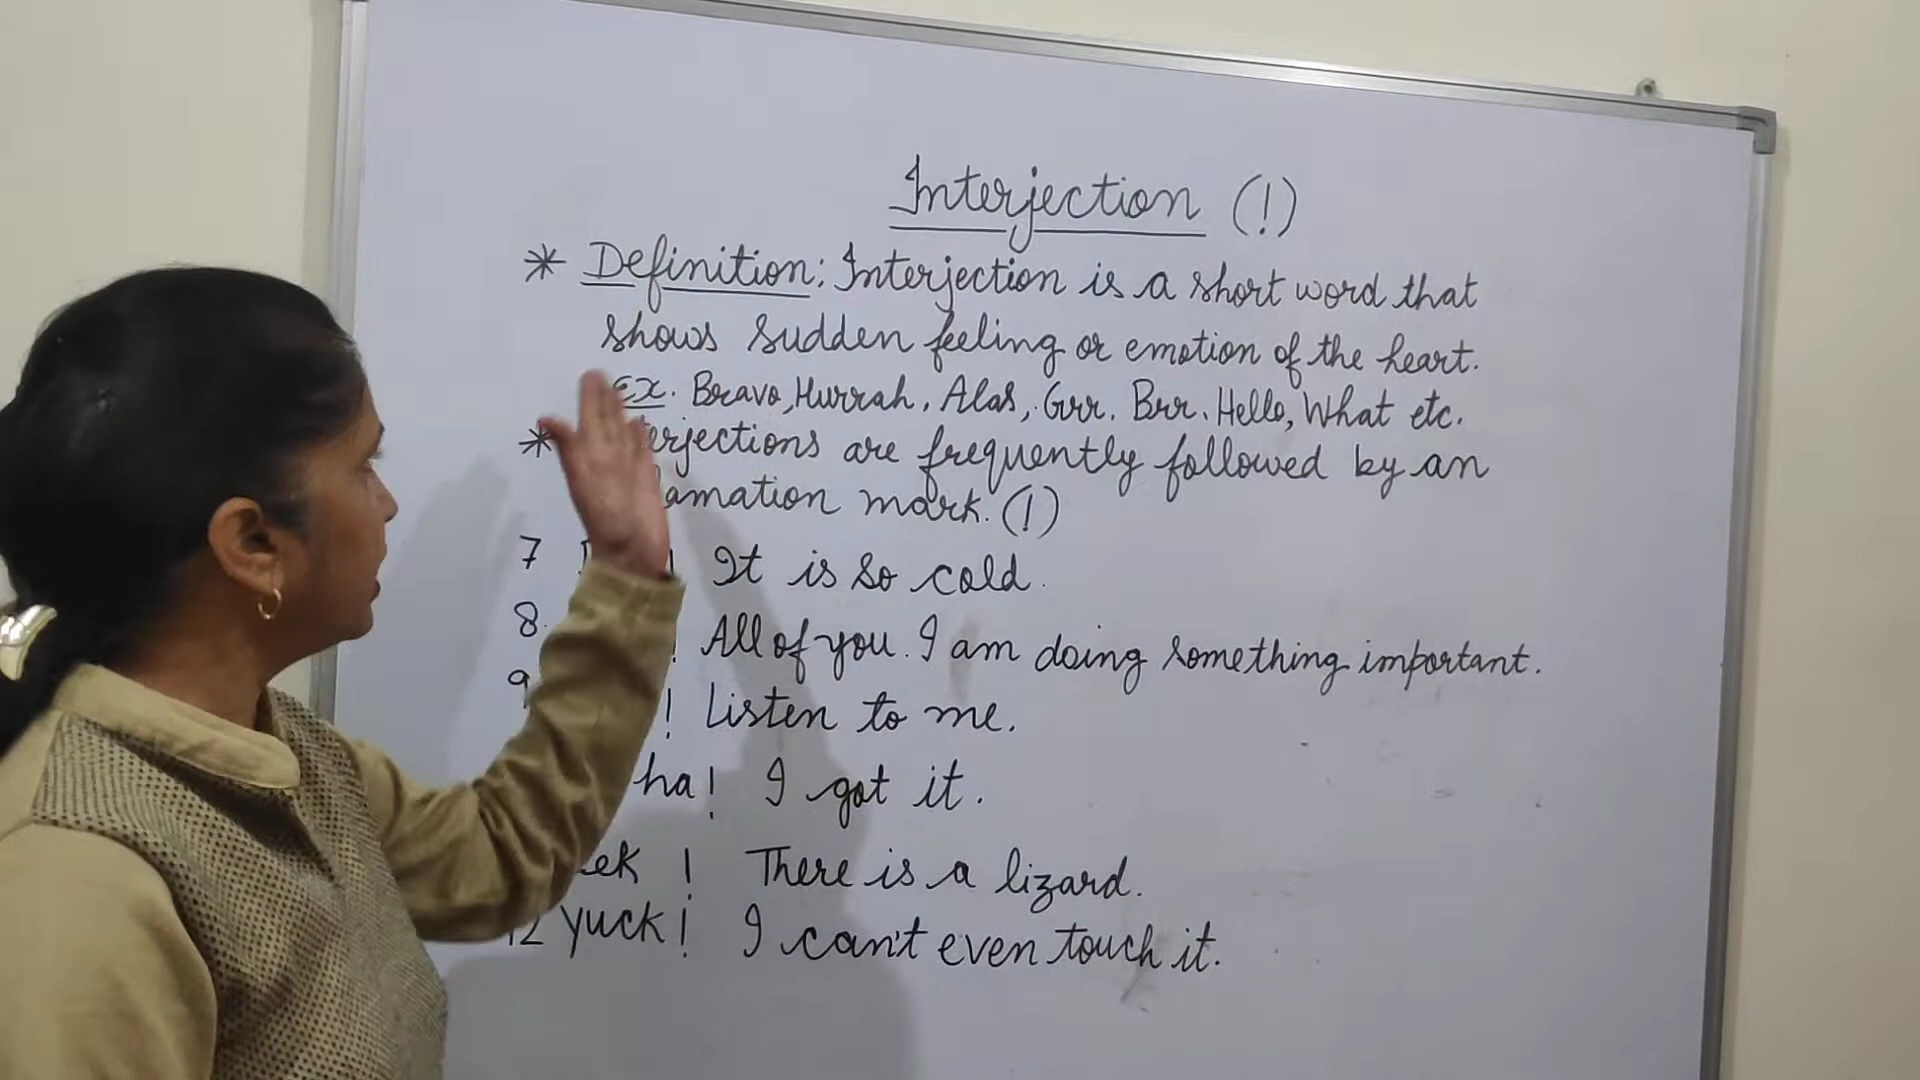 Interjection (!)
* Definition: Interjection is a short word that
shows sudden feeling or emotion of the heart.
Ex. Bravo, Hurrah, Alas, Grr. Brr. Hello, What etc.
* are frequently followed by an
mark. (!)
7 ! It is so cold.
8. ! All of you. I am doing something important.
9 ! Listen to me.
ha! I got it.
! There is a lizard.
12 Yuck! I can't even touch it.